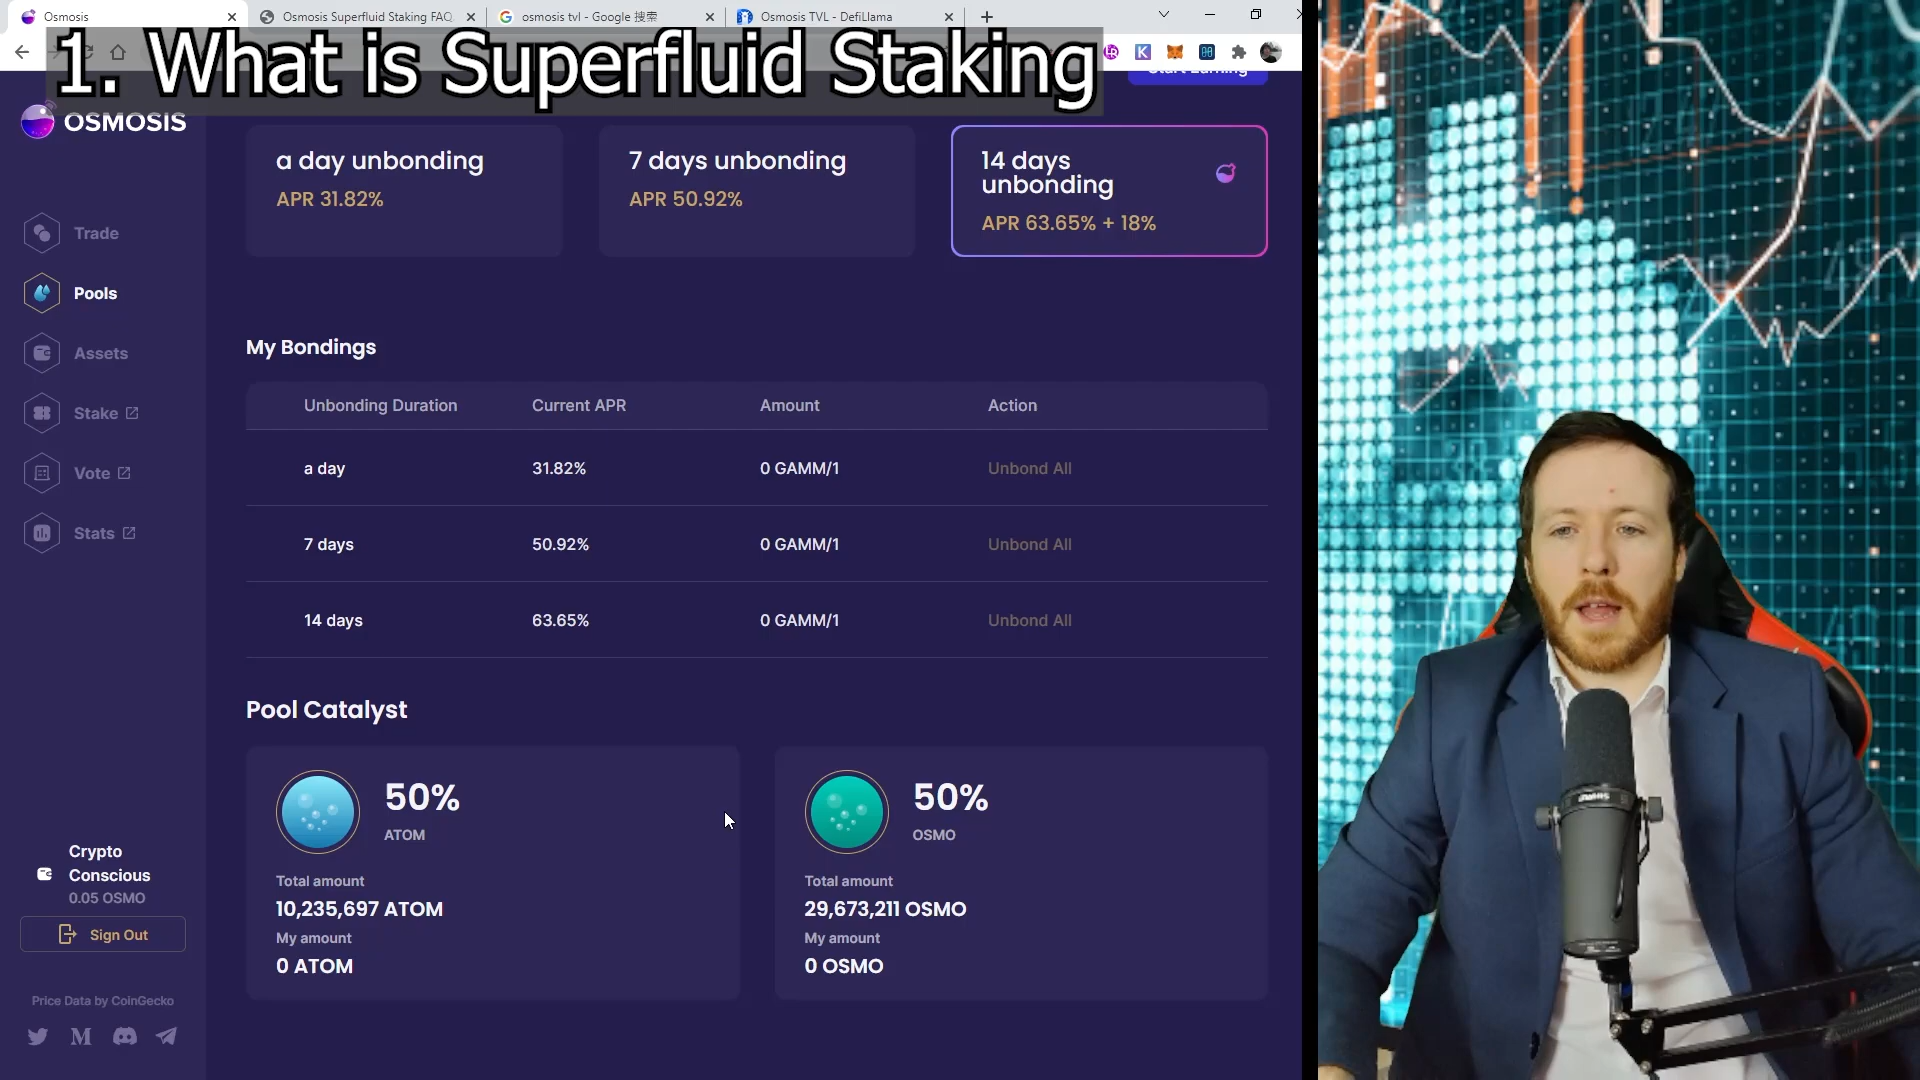 Osmosis
Osmosis Superfluid Staking FAQ
osmosis tvl - Google 搜索
Osmosis TVL - DefiLlama
1. What is Superfluid Staking
OSMOSIS
Trade
Pools
Assets
Stake
Vote
Stats
Crypto
Conscious
0.05 OSMO
Sign Out
Price Data by CoinGecko
Start Earning
a day unbonding
APR 31.82%
7 days unbonding
APR 50.92%
14 days
unbonding
APR 63.65% + 18%
My Bondings
Unbonding Duration Current APR Amount Action
a day 31.82% 0 GAMM/1 Unbond All
7 days 50.92% 0 GAMM/1 Unbond All
14 days 63.65% 0 GAMM/1 Unbond All
Pool Catalyst
50%
ATOM
Total amount
10,235,697 ATOM
My amount
0 ATOM
50%
OSMO
Total amount
29,673,211 OSMO
My amount
0 OSMO